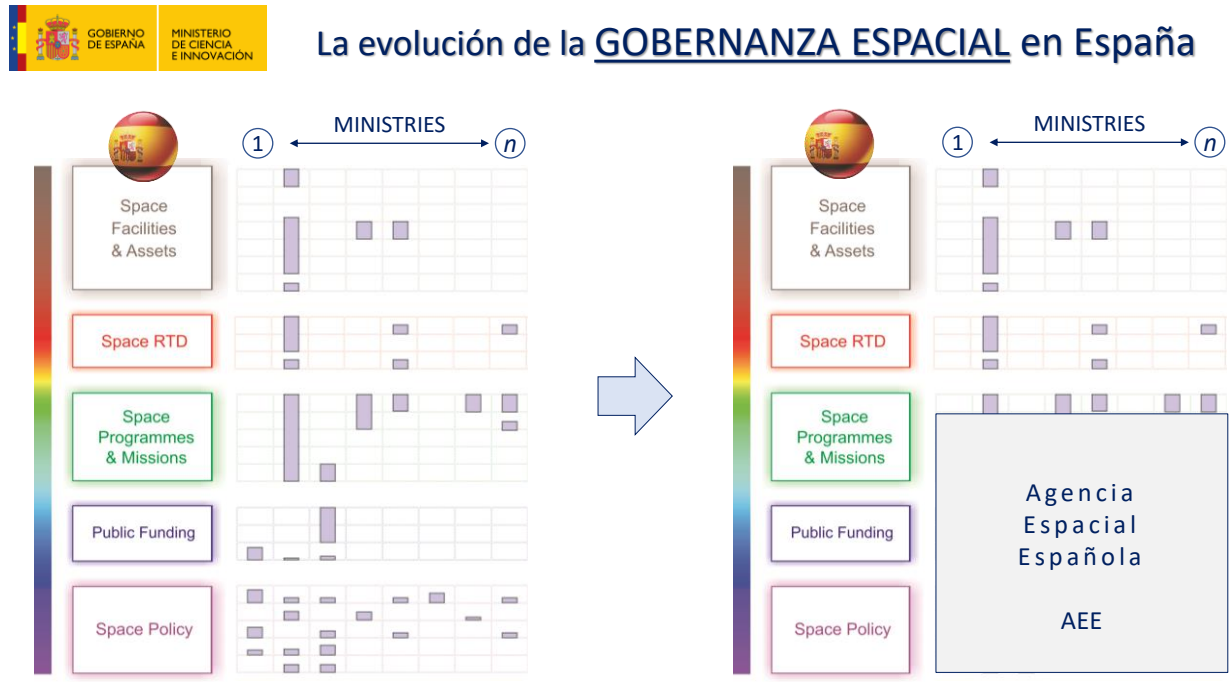 GOBIERNO
DE ESPAÑA
MINISTERIO
DE CIENCIA
E INNOVACIÓN
La evolución de la GOBERNANZA ESPACIAL en España
1
MINISTRIES
n
Space
Facilities
& Assets
Space RTD
Space
Programmes
& Missions
Public Funding
Space Policy
1
MINISTRIES
n
Space
Facilities
& Assets
Space RTD
Space
Programmes
& Missions
Public Funding
Space Policy
Agencia
Espacial
Española
AEE